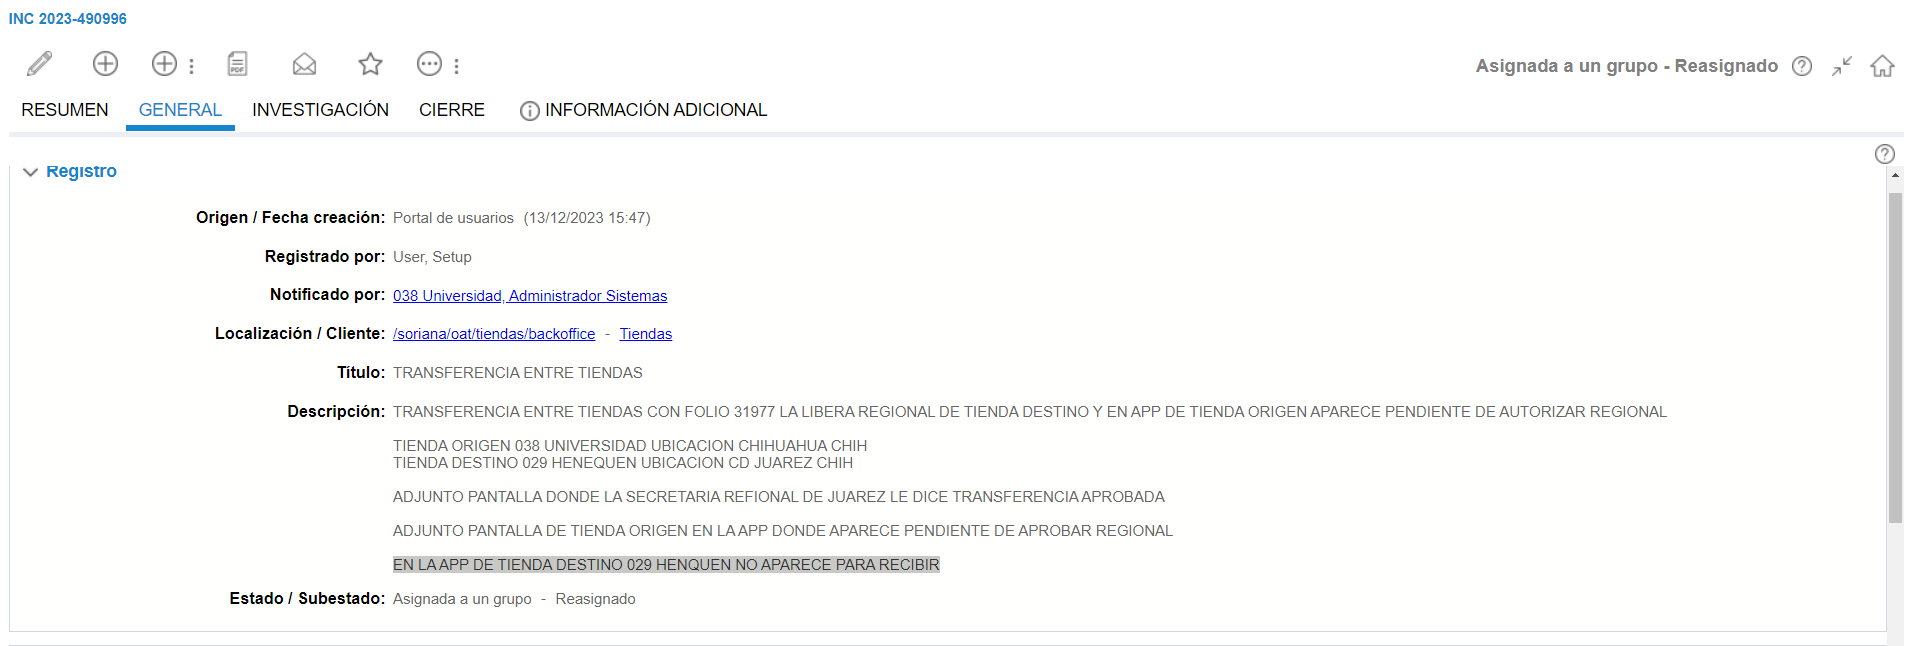 INC 2023-490996
PDF
Asignada a un grupo - Reasignado
RESUMEN GENERAL INVESTIGACIÓN CIERRE INFORMACIÓN ADICIONAL
Registro
Origen / Fecha creación: Portal de usuarios (13/12/2023 15:47)
Registrado por: User, Setup
Notificado por: 038 Universidad, Administrador Sistemas
Localización / Cliente: /soriana/oat/tiendas/backoffice - Tiendas
Título: TRANSFERENCIA ENTRE TIENDAS
Descripción: TRANSFERENCIA ENTRE TIENDAS CON FOLIO 31977 LA LIBERA REGIONAL DE TIENDA DESTINO Y EN APP DE TIENDA ORIGEN APARECE PENDIENTE DE AUTORIZAR REGIONAL
TIENDA ORIGEN 038 UNIVERSIDAD UBICACION CHIHUAHUA CHIH
TIENDA DESTINO 029 HENEQUEN UBICACION CD JUAREZ CHIH
ADJUNTO PANTALLA DONDE LA SECRETARIA REFIONAL DE JUAREZ LE DICE TRANSFERENCIA APROBADA
ADJUNTO PANTALLA DE TIENDA ORIGEN EN LA APP DONDE APARECE PENDIENTE DE APROBAR REGIONAL
EN LA APP DE TIENDA DESTINO 029 HENQUEN NO APARECE PARA RECIBIR
Estado / Subestado: Asignada a un grupo - Reasignado